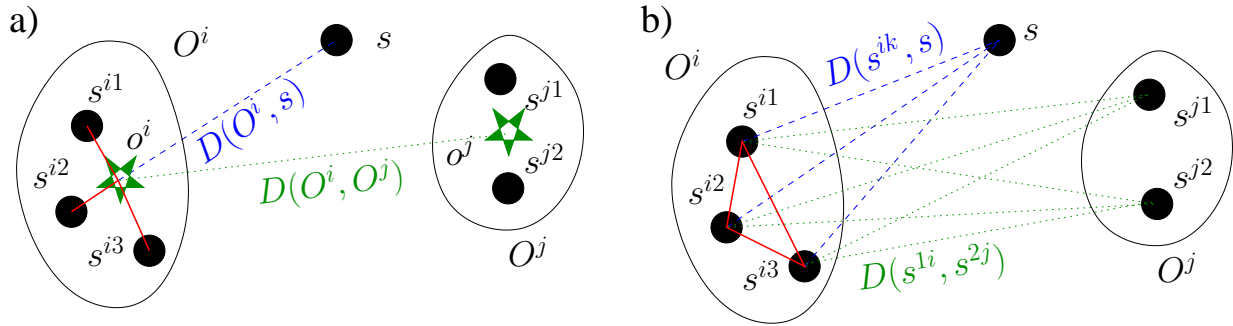 a)
O^i
s
s^{i1}
o^i
s^{i2}
s^{i3}
D(O^i, s)
D(O^i, O^j)
s^{j1}
o^j
s^{j2}
O^j
b)
O^i
s
D(s^{ik}, s)
s^{i1}
s^{i2}
s^{i3}
s^{j1}
s^{j2}
D(s^{1i}, s^{2j})
O^j